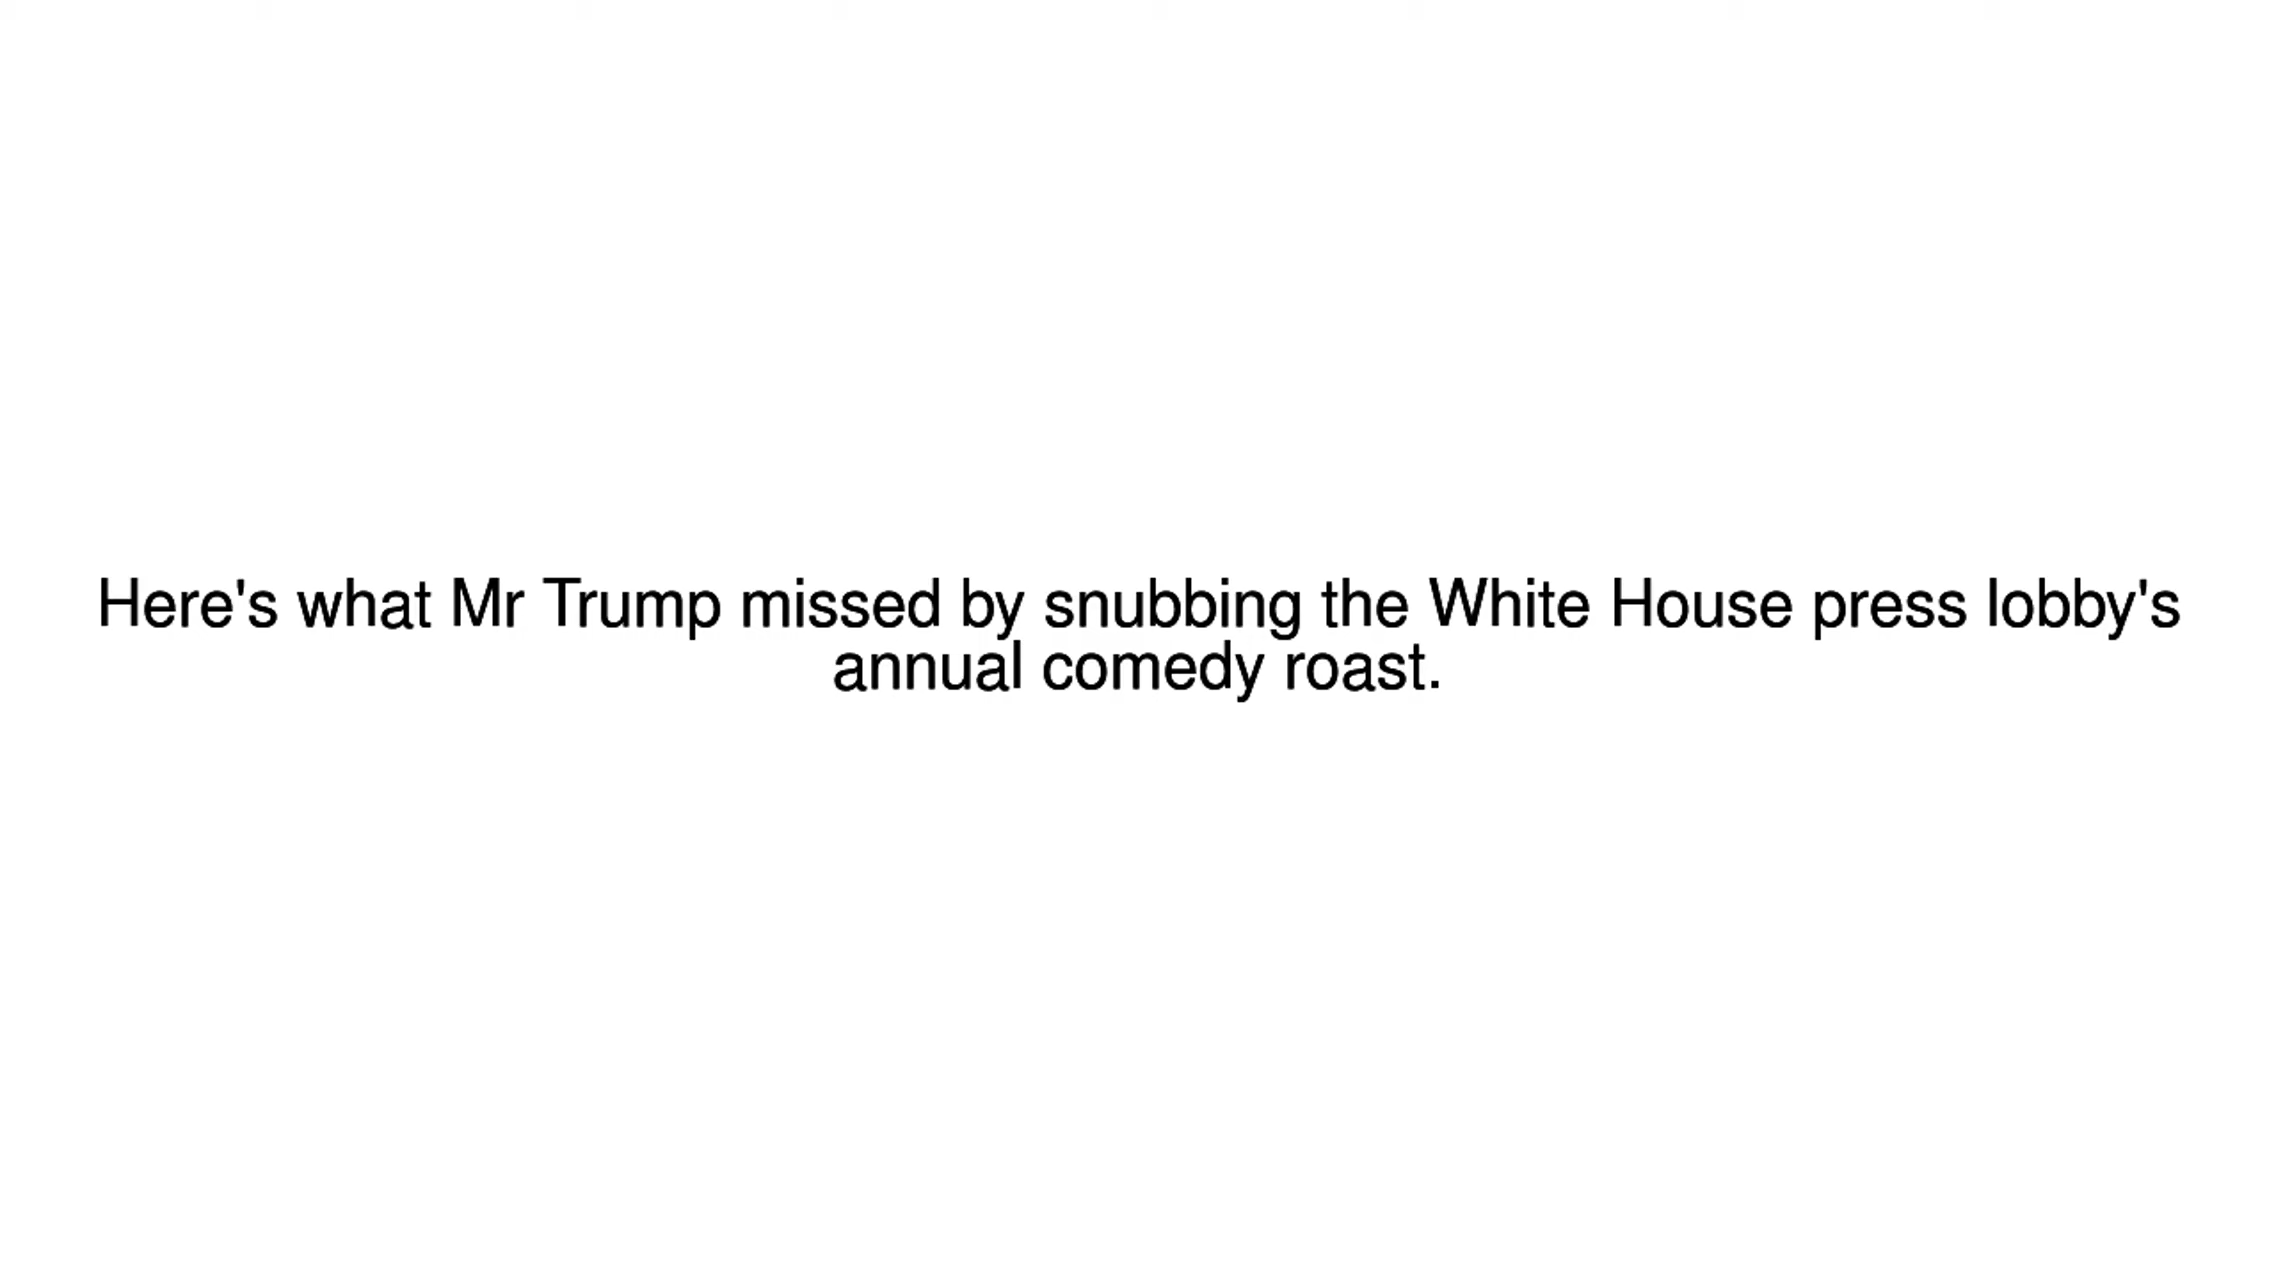 Here's what Mr Trump missed by snubbing the White House press lobby's
annual comedy roast.